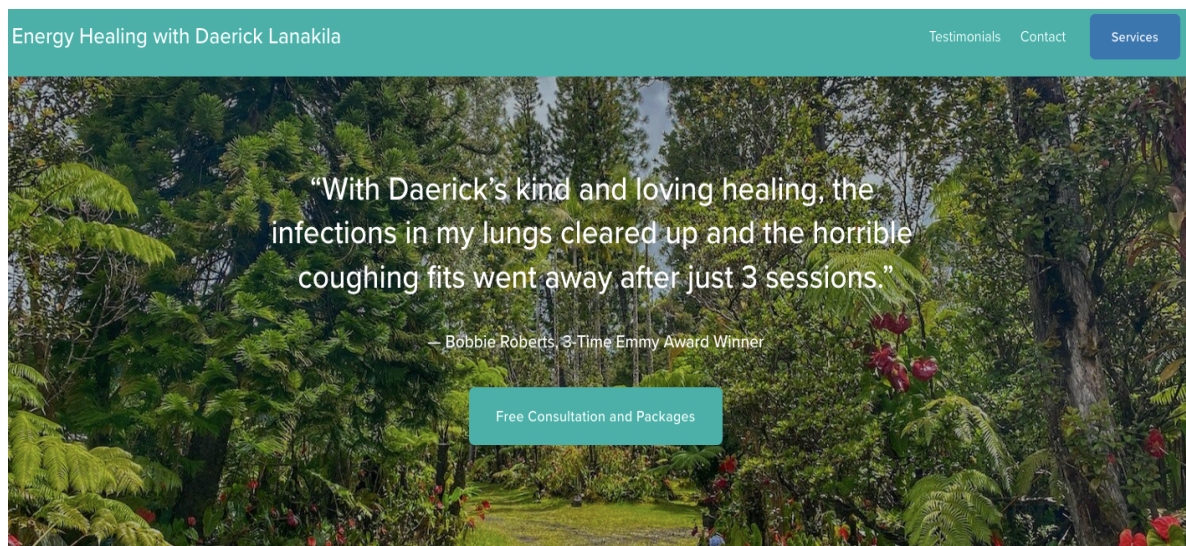 Energy Healing with Daerick Lanakila
Testimonials
Contact
Services
“With Daerick’s kind and loving healing, the
infections in my lungs cleared up and the horrible
coughing fits went away after just 3 sessions.”
— Bobbie Roberts, 3-Time Emmy Award Winner
Free Consultation and Packages